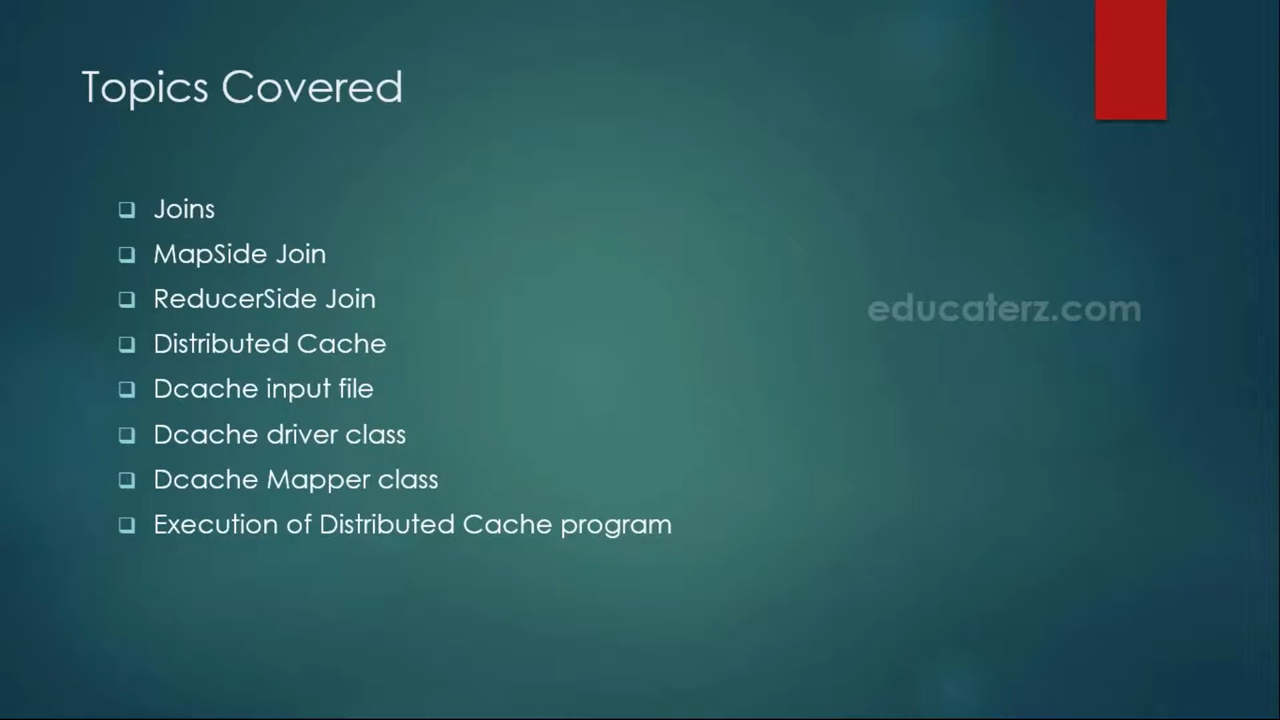 Topics Covered
Joins
MapSide Join
ReducerSide Join
educaterz.com
Distributed Cache
Dcache input file
Dcache driver class
Dcache Mapper class
Execution of Distributed Cache program